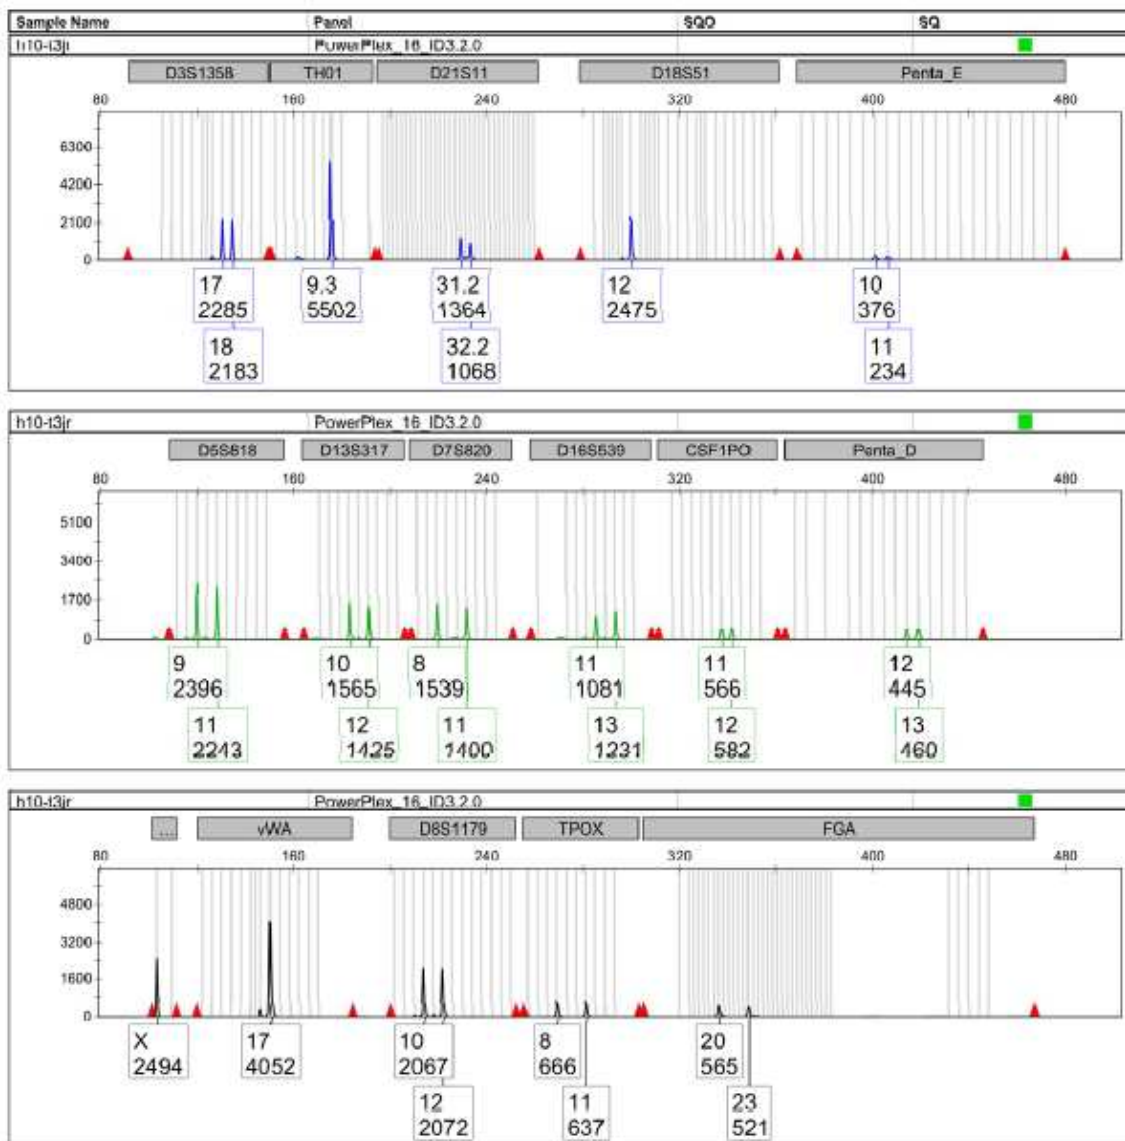 Sample Name Panel SQO SQ
PowerPlex_16_ID3.2.0
D3S1358 TH01 D21S11 D18S51 Penta_E
80 160 240 320 400 480
6300
4200
2100
0
17 9.3 31.2 12 10
2285 5502 1364 2475 376
18 32.2 11
2183 1068 234
h10-t3jr PowerPlex_16_ID3.2.0
D5S818 D13S317 D7S820 D16S539 CSF1PO Penta_D
80 160 240 320 400 480
5100
3400
1700
0
9 10 8 11 11 12
2396 1565 1539 1081 566 445
11 12 11 13 12 13
2243 1425 1400 1231 582 460
h10-t3jr PowerPlex_16_ID3.2.0
... vWA D8S1179 TPOX FGA
80 160 240 320 400 480
4800
3200
1600
0
X 17 10 8 20
2494 4052 2067 666 565
12 11 23
2072 637 521